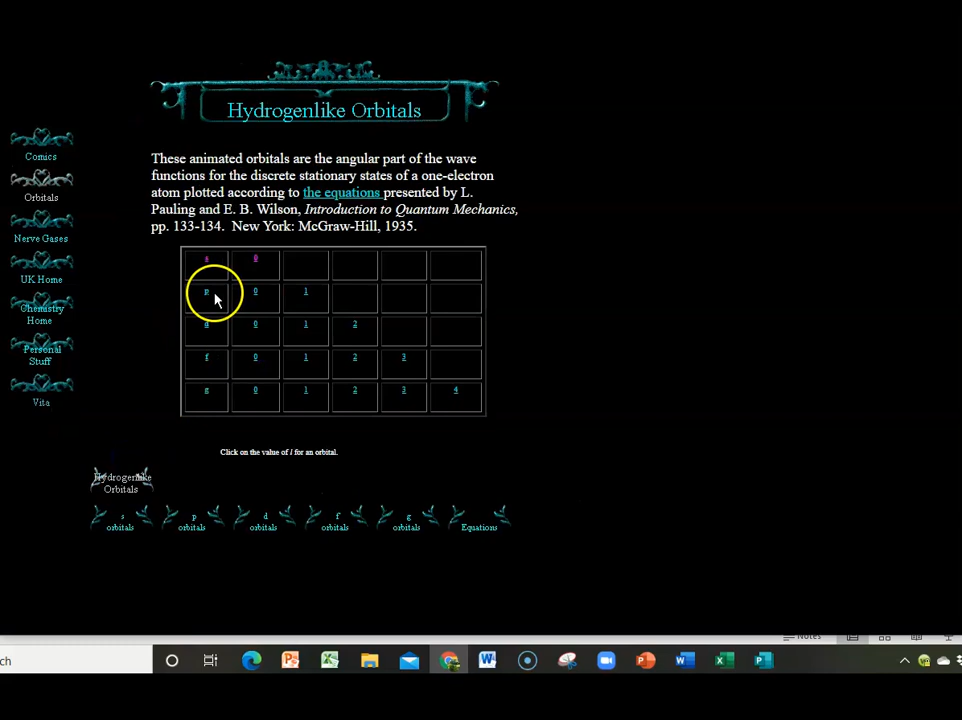 Hydrogenlike Orbitals
Comics
Orbitals
Nerve Gases
UK Home
Chemistry
Home
Personal
Stuff
Vita
These animated orbitals are the angular part of the wave
functions for the discrete stationary states of a one-electron
atom plotted according to the equations presented by L.
Pauling and E. B. Wilson, Introduction to Quantum Mechanics,
pp. 133-134. New York: McGraw-Hill, 1935.
s 0
p 0 1
d 0 1 2
f 0 1 2 3
g 0 1 2 3 4
Click on the value of l for an orbital.
Hydrogenlike
Orbitals
s orbitals
p orbitals
d orbitals
f orbitals
g orbitals
Equations
Notes
ch